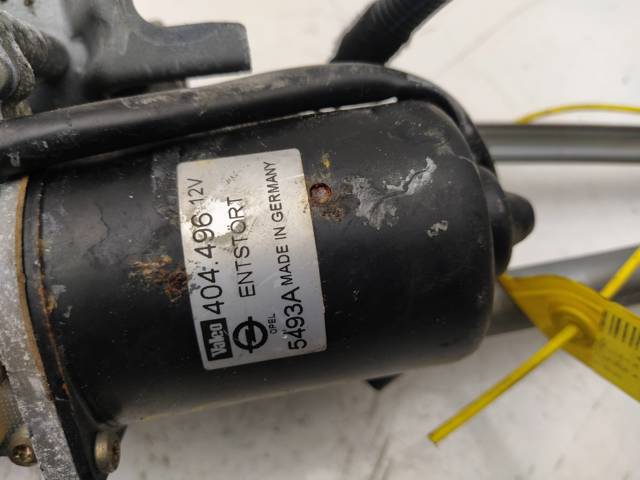 Valeo 404.496 12V
ENTSTÖRT
OPEL
5493A MADE IN GERMANY